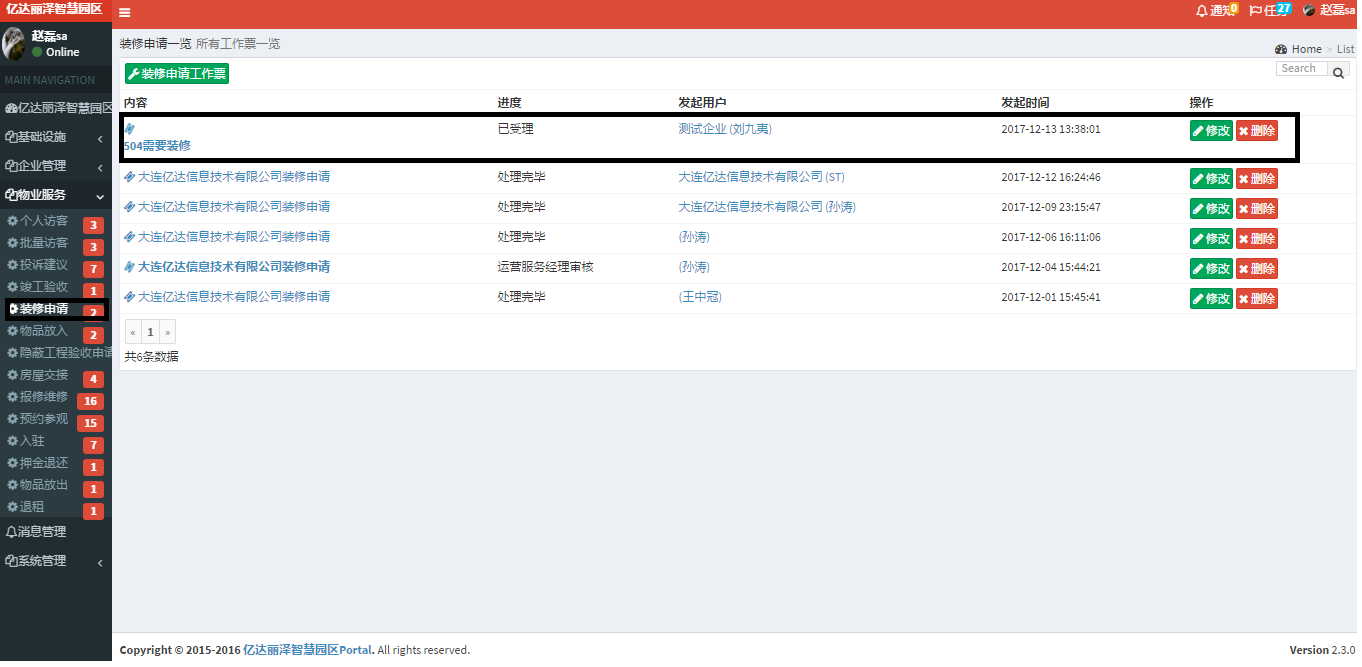 亿达丽泽智慧园区
通知 0 任务 27 赵磊sa
赵磊sa
Online
MAIN NAVIGATION
亿达丽泽智慧园区
基础设施
企业管理
物业服务
个人访客 3
批量访客 3
投诉建议 7
竣工验收 1
装修申请 2
物品放入 2
隐蔽工程验收申请
房屋交接 4
报修维修 16
预约参观 15
入驻 7
押金退还 1
物品放出 1
退租 1
消息管理
系统管理
装修申请一览 所有工作票一览
Home > List
装修申请工作票
Search
内容 进度 发起用户 发起时间 操作
504需要装修 已受理 测试企业 (刘九夷) 2017-12-13 13:38:01 修改 删除
大连亿达信息技术有限公司装修申请 处理完毕 大连亿达信息技术有限公司 (ST) 2017-12-12 16:24:46 修改 删除
大连亿达信息技术有限公司装修申请 处理完毕 大连亿达信息技术有限公司 (孙涛) 2017-12-09 23:15:47 修改 删除
大连亿达信息技术有限公司装修申请 处理完毕 (孙涛) 2017-12-06 16:11:06 修改 删除
大连亿达信息技术有限公司装修申请 运营服务经理审核 (孙涛) 2017-12-04 15:44:21 修改 删除
大连亿达信息技术有限公司装修申请 处理完毕 (王中冠) 2017-12-01 15:45:41 修改 删除
« 1 »
共6条数据
Copyright © 2015-2016 亿达丽泽智慧园区Portal. All rights reserved.
Version 2.3.0